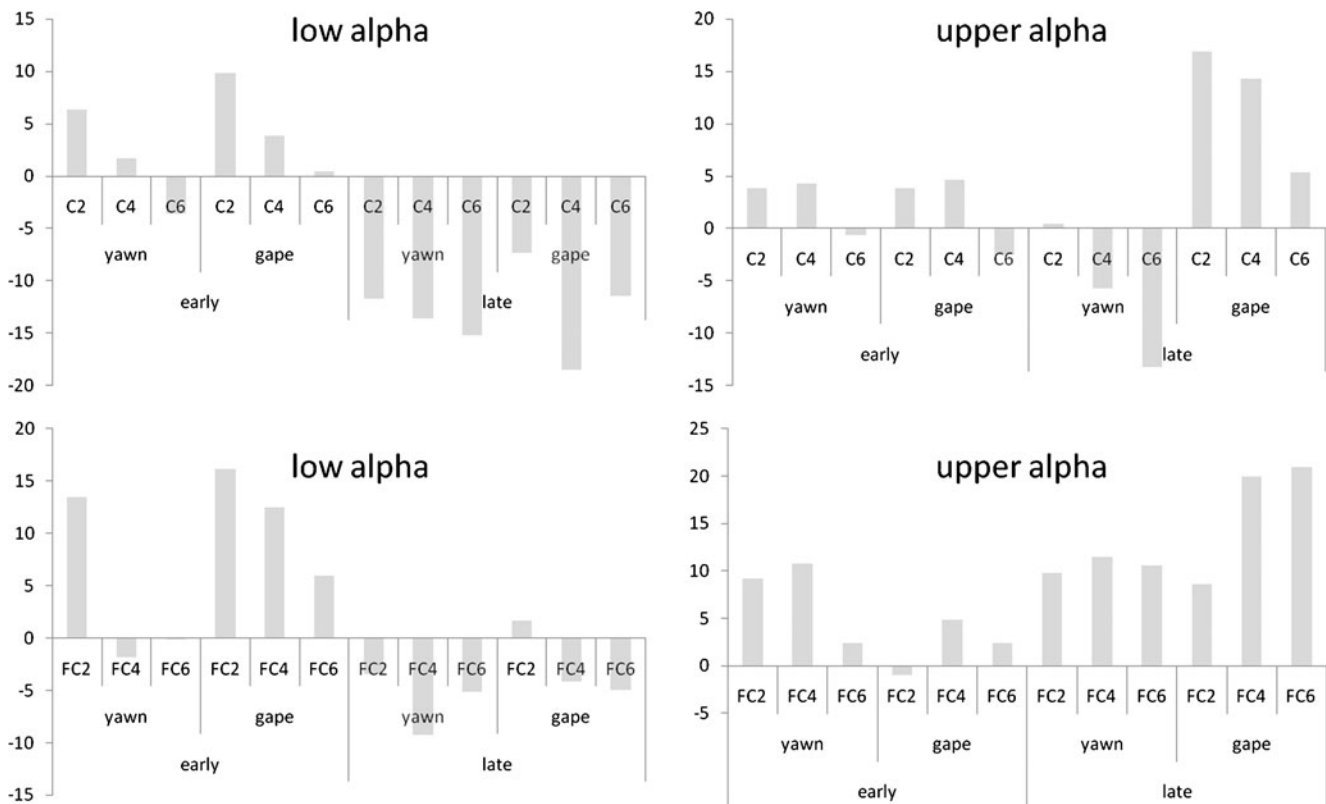 low alpha
15
10
5
0
-5
-10
-15
-20
C2 C4 C6 C2 C4 C6 C2 C4 C6 C2 C4 C6
yawn gape yawn gape
early late
upper alpha
20
15
10
5
0
-5
-10
-15
C2 C4 C6 C2 C4 C6 C2 C4 C6 C2 C4 C6
yawn gape yawn gape
early late
low alpha
20
15
10
5
0
-5
-10
-15
FC2 FC4 FC6 FC2 FC4 FC6 FC2 FC4 FC6 FC2 FC4 FC6
yawn gape yawn gape
early late
upper alpha
25
20
15
10
5
0
-5
FC2 FC4 FC6 FC2 FC4 FC6 FC2 FC4 FC6 FC2 FC4 FC6
yawn gape yawn gape
early late